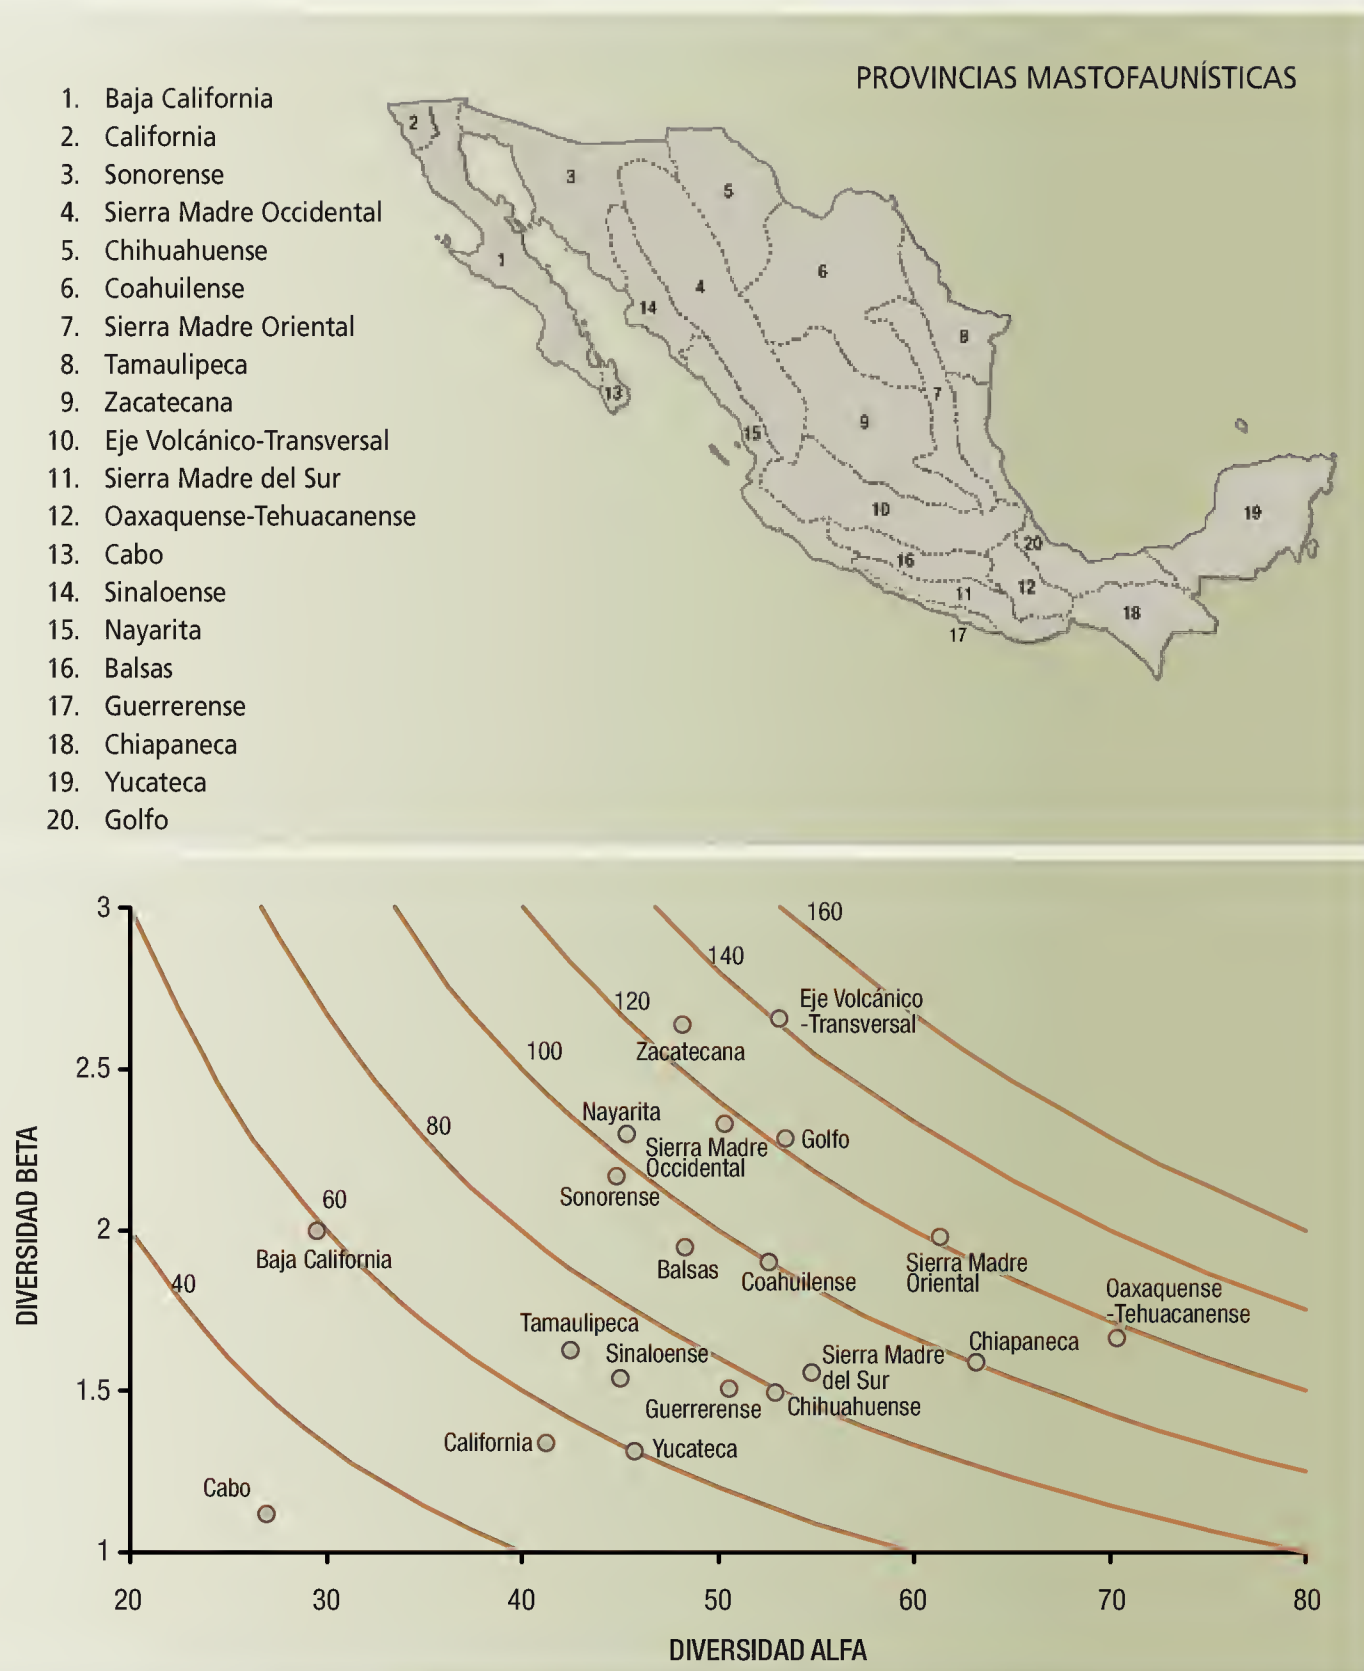 PROVINCIAS MASTOFAUNÍSTICAS
1. Baja California
2. California
3. Sonorense
4. Sierra Madre Occidental
5. Chihuahuense
6. Coahuilense
7. Sierra Madre Oriental
8. Tamaulipeca
9. Zacatecana
10. Eje Volcánico-Transversal
11. Sierra Madre del Sur
12. Oaxaquense-Tehuacanense
13. Cabo
14. Sinaloense
15. Nayarita
16. Balsas
17. Guerrerense
18. Chiapaneca
19. Yucateca
20. Golfo
2
3
5
1
6
4
14
8
13
7
9
15
10
19
20
16
12
11
18
17
3
2.5
2
1.5
1
DIVERSIDAD BETA
160
140
120
100
80
60
40
Eje Volcánico
-Transversal
Zacatecana
Nayarita
Sierra Madre
Occidental
Golfo
Sonorense
Baja California
Balsas
Coahuilense
Sierra Madre
Oriental
Oaxaquense
-Tehuacanense
Tamaulipeca
Sinaloense
Chiapaneca
Sierra Madre
del Sur
Guerrerense
Chihuahuense
California
Yucateca
Cabo
20
30
40
50
60
70
80
DIVERSIDAD ALFA